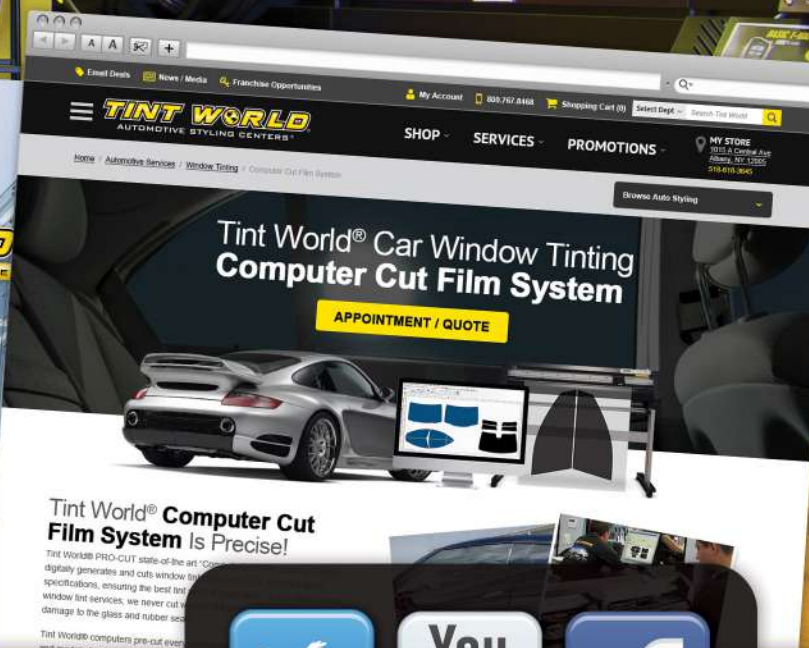 A A +
Email Deals News / Media Franchise Opportunities
My Account 800.767.8468 Shopping Cart (0) Select Dept Search Tint World
TINT WORLD
AUTOMOTIVE STYLING CENTERS
SHOP SERVICES PROMOTIONS
MY STORE
1015 A Central Ave
Albany, NY 12205
518-618-3645
Home / Automotive Services / Window Tinting / Computer Cut Film System
Browse Auto Styling
Tint World® Car Window Tinting
Computer Cut Film System
APPOINTMENT / QUOTE
Tint World® Computer Cut
Film System Is Precise!
Tint World® PRO-CUT state-of-the art
digitally generates and cuts window
specifications, ensuring the best tint
window tint services, we never cut
damage to the glass and rubber
Tint World® computers pre-cut
You